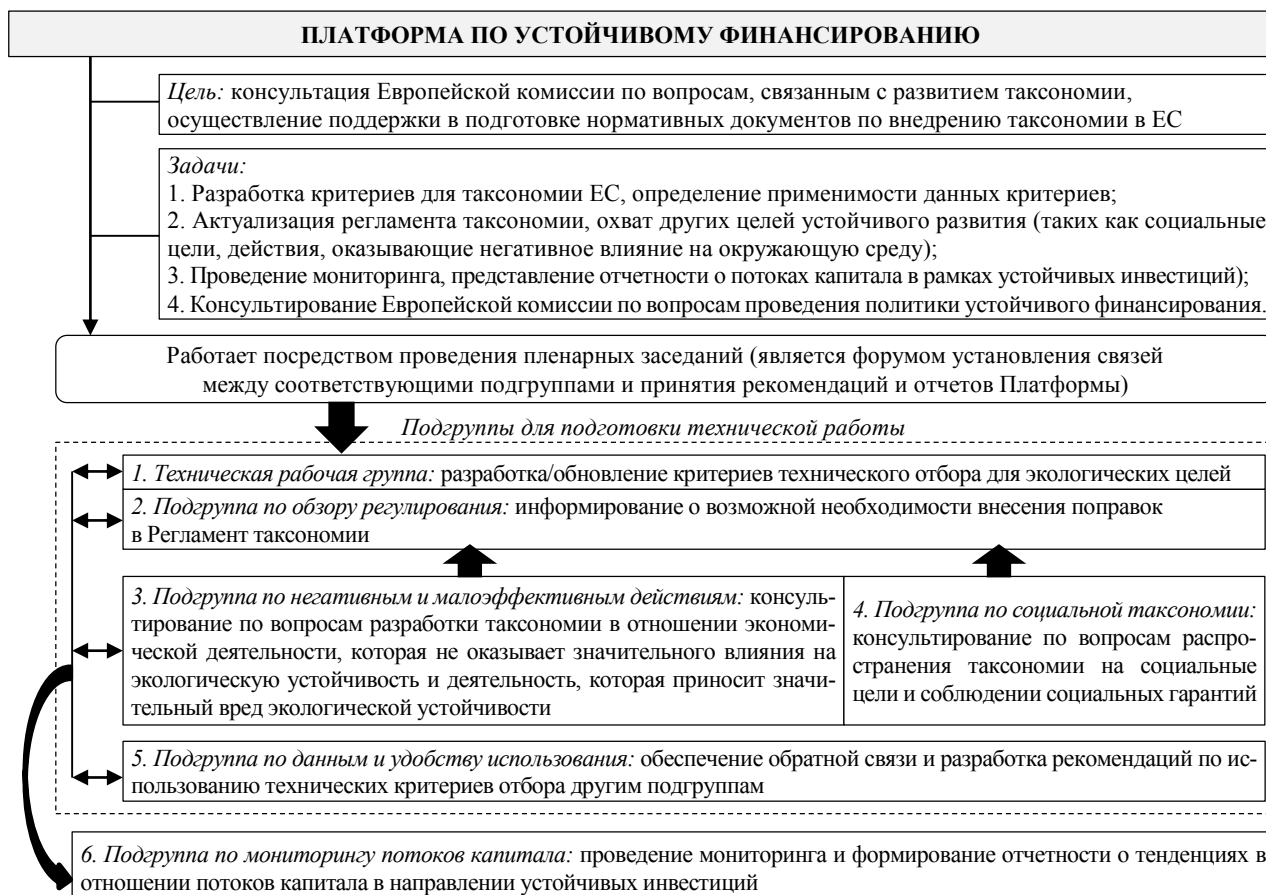 ПЛАТФОРМА ПО УСТОЙЧИВОМУ ФИНАНСИРОВАНИЮ
Цель: консультация Европейской комиссии по вопросам, связанным с развитием таксономии,
осуществление поддержки в подготовке нормативных документов по внедрению таксономии в ЕС
Задачи:
1. Разработка критериев для таксономии ЕС, определение применимости данных критериев;
2. Актуализация регламента таксономии, охват других целей устойчивого развития (таких как социальные
цели, действия, оказывающие негативное влияние на окружающую среду);
3. Проведение мониторинга, представление отчетности о потоках капитала в рамках устойчивых инвестиций);
4. Консультирование Европейской комиссии по вопросам проведения политики устойчивого финансирования.
Работает посредством проведения пленарных заседаний (является форумом установления связей
между соответствующими подгруппами и принятия рекомендаций и отчетов Платформы)
Подгруппы для подготовки технической работы
1. Техническая рабочая группа: разработка/обновление критериев технического отбора для экологических целей
2. Подгруппа по обзору регулирования: информирование о возможной необходимости внесения поправок
в Регламент таксономии
3. Подгруппа по негативным и малоэффективным действиям: консуль-
тирование по вопросам разработки таксономии в отношении экономи-
ческой деятельности, которая не оказывает значительного влияния на
экологическую устойчивость и деятельность, которая приносит значи-
тельный вред экологической устойчивости
4. Подгруппа по социальной таксономии:
консультирование по вопросам распро-
странения таксономии на социальные
цели и соблюдении социальных гарантий
5. Подгруппа по данным и удобству использования: обеспечение обратной связи и разработка рекомендаций по ис-
пользованию технических критериев отбора другим подгруппам
6. Подгруппа по мониторингу потоков капитала: проведение мониторинга и формирование отчетности о тенденциях в
отношении потоков капитала в направлении устойчивых инвестиций